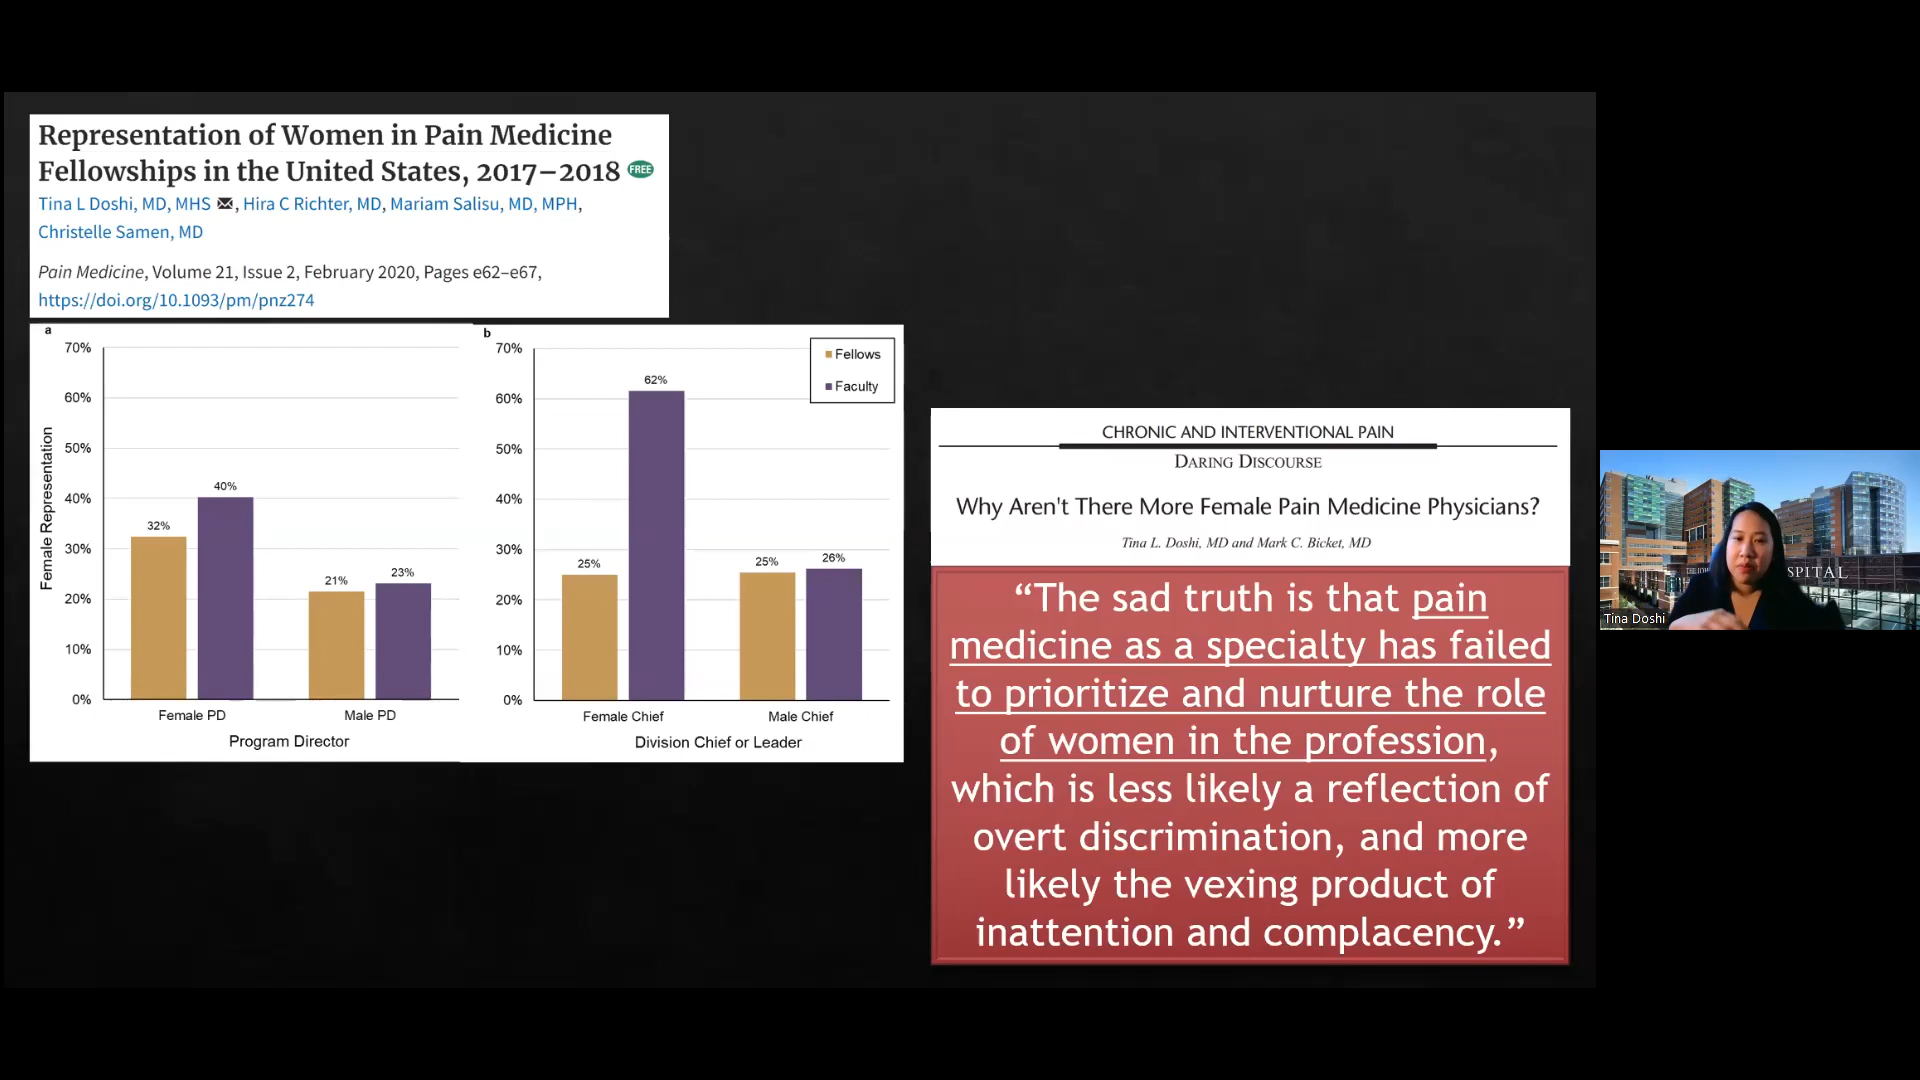 Representation of Women in Pain Medicine
Fellowships in the United States, 2017–2018 FREE
Tina L Doshi, MD, MHS, Hira C Richter, MD, Mariam Salisu, MD, MPH,
Christelle Samen, MD
Pain Medicine, Volume 21, Issue 2, February 2020, Pages e62–e67,
https://doi.org/10.1093/pm/pnz274
a
Female Representation
70%
60%
50%
40%
30%
20%
10%
0%
32%
40%
21%
23%
Female PD
Male PD
Program Director
b
70%
60%
50%
40%
30%
20%
10%
0%
25%
62%
25%
26%
Fellows
Faculty
Female Chief
Male Chief
Division Chief or Leader
CHRONIC AND INTERVENTIONAL PAIN
DARING DISCOURSE
Why Aren't There More Female Pain Medicine Physicians?
Tina L. Doshi, MD and Mark C. Bicket, MD
“The sad truth is that pain
medicine as a specialty has failed
to prioritize and nurture the role
of women in the profession,
which is less likely a reflection of
overt discrimination, and more
likely the vexing product of
inattention and complacency.”
SPITAL
Tina Doshi